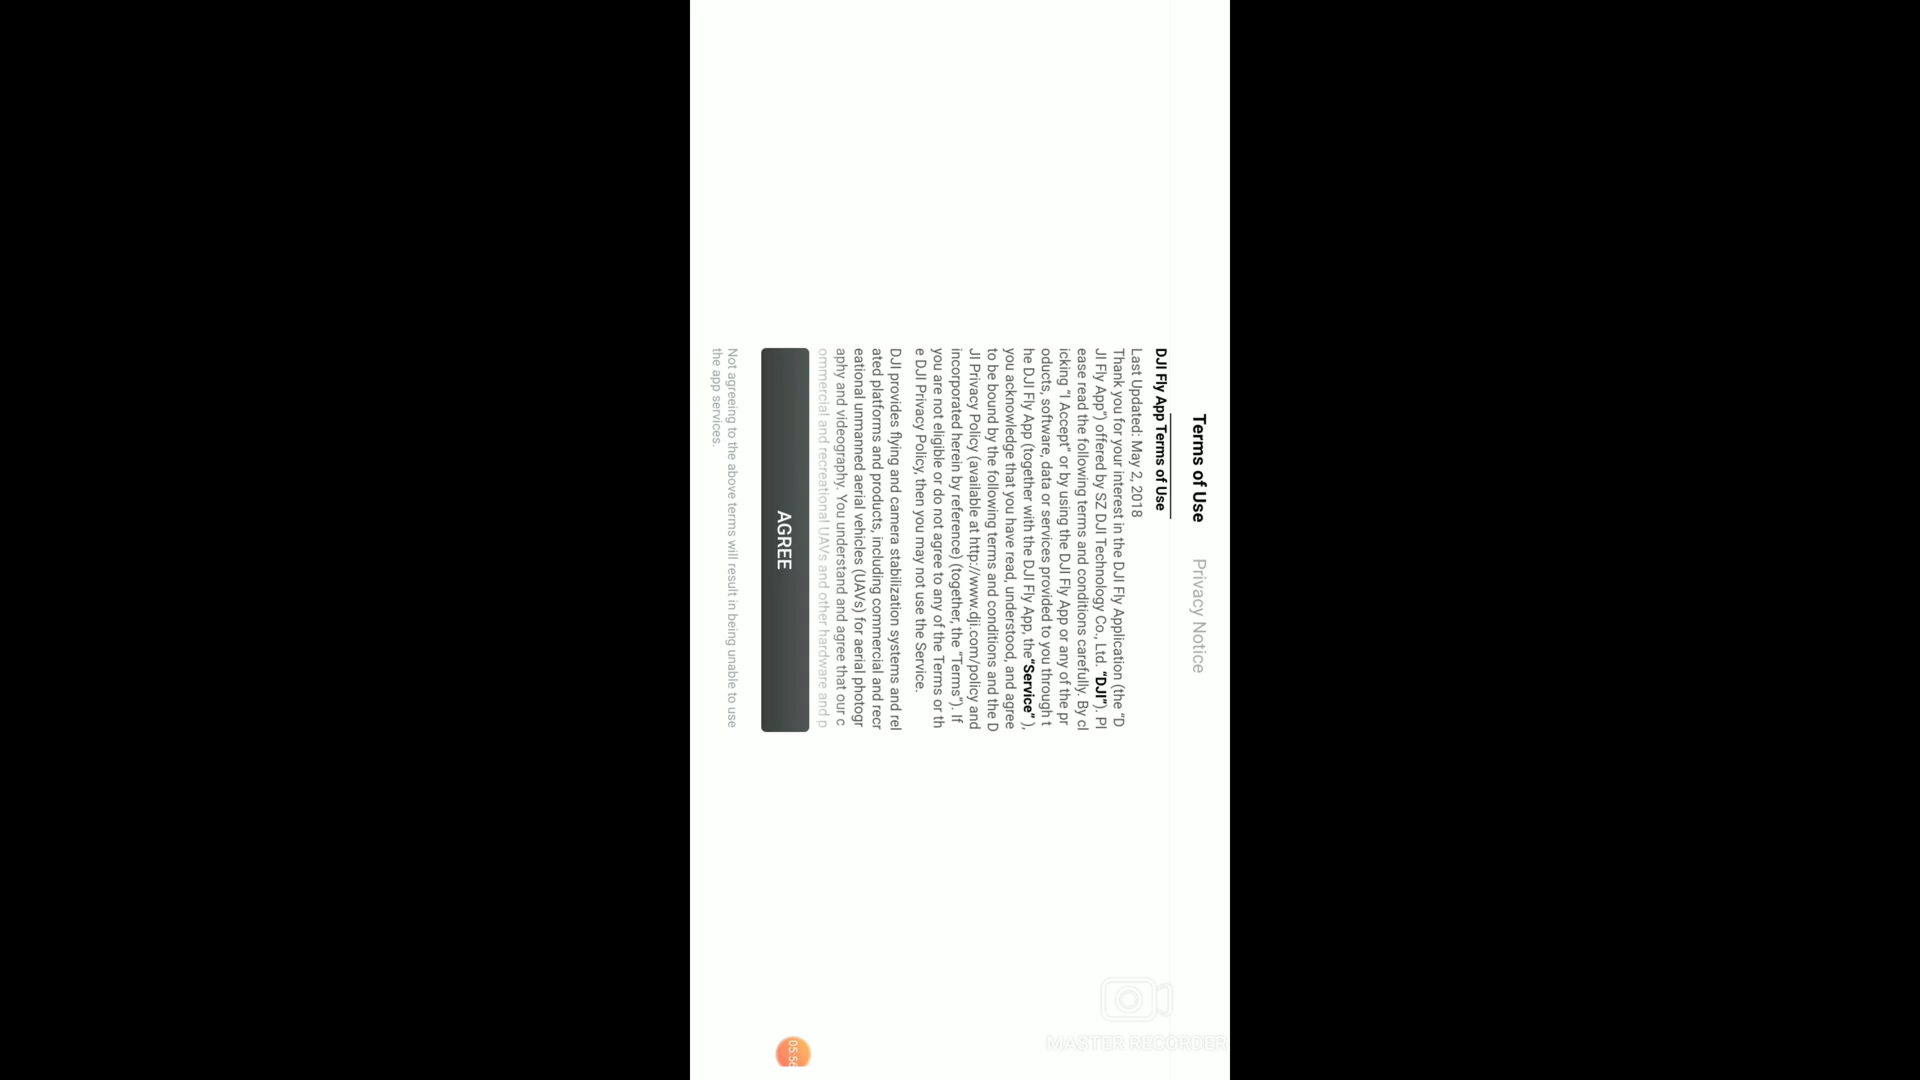 Terms of Use
Privacy Notice
DJI Fly App Terms of Use
Last Updated: May 2, 2018
Thank you for your interest in the DJI Fly Application (the “D
JI Fly App”) offered by SZ DJI Technology Co., Ltd. “DJI”). Pl
ease read the following terms and conditions carefully. By cl
icking “I Accept” or by using the DJI Fly App or any of the pr
oducts, software, data or services provided to you through t
he DJI Fly App (together with the DJI Fly App, the“Service” ),
you acknowledge that you have read, understood, and agree
to be bound by the following terms and conditions and the D
JI Privacy Policy (available at http://www.dji.com/policy and
incorporated herein by reference) (together, the “Terms”). If
you are not eligible or do not agree to any of the Terms or th
e DJI Privacy Policy, then you may not use the Service.
DJI provides flying and camera stabilization systems and rel
ated platforms and products, including commercial and recr
eational unmanned aerial vehicles (UAVs) for aerial photogr
aphy and videography. You understand and agree that our c
ommercial and recreational UAVs and other hardware and p
AGREE
Not agreeing to the above terms will result in being unable to use
the app services.
MASTER RECORDER